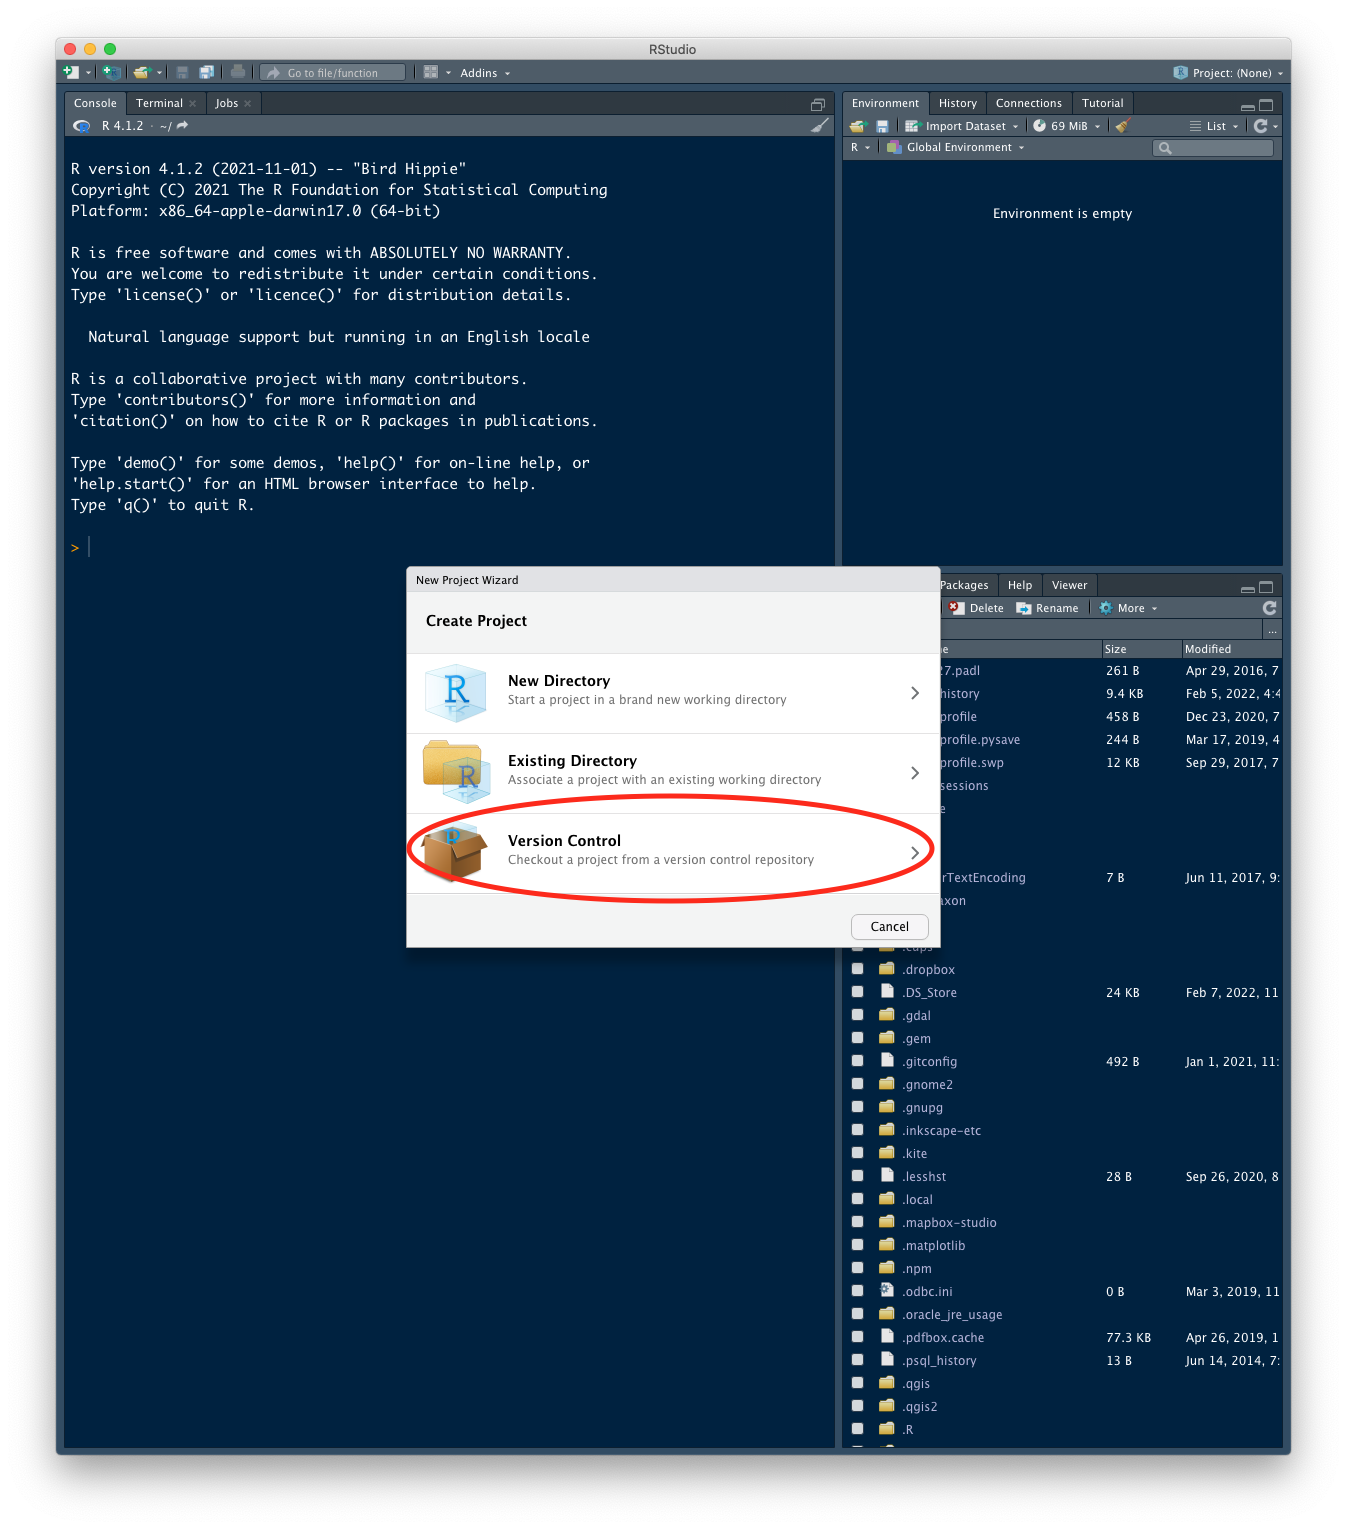 RStudio
Go to file/function
Addins
Project: (None)
Console
Terminal
Jobs
R 4.1.2 · ~/
R version 4.1.2 (2021-11-01) -- "Bird Hippie"
Copyright (C) 2021 The R Foundation for Statistical Computing
Platform: x86_64-apple-darwin17.0 (64-bit)
R is free software and comes with ABSOLUTELY NO WARRANTY.
You are welcome to redistribute it under certain conditions.
Type 'license()' or 'licence()' for distribution details.
Natural language support but running in an English locale
R is a collaborative project with many contributors.
Type 'contributors()' for more information and
'citation()' on how to cite R or R packages in publications.
Type 'demo()' for some demos, 'help()' for on-line help, or
'help.start()' for an HTML browser interface to help.
Type 'q()' to quit R.
>
Environment
History
Connections
Tutorial
Import Dataset
69 MiB
List
R
Global Environment
Environment is empty
New Project Wizard
Create Project
New Directory
Start a project in a brand new working directory
Existing Directory
Associate a project with an existing working directory
Version Control
Checkout a project from a version control repository
Cancel
Packages
Help
Viewer
Delete
Rename
More
...
Size
Modified
27.padl 261 B Apr 29, 2016, 7
history 9.4 KB Feb 5, 2022, 4:4
profile 458 B Dec 23, 2020, 7
profile.pysave 244 B Mar 17, 2019, 4
profile.swp 12 KB Sep 29, 2017, 7
sessions
rTextEncoding 7 B Jun 11, 2017, 9:
axon
.cups
.dropbox
.DS_Store 24 KB Feb 7, 2022, 11
.gdal
.gem
.gitconfig 492 B Jan 1, 2021, 11:
.gnome2
.gnupg
.inkscape-etc
.kite
.lesshst 28 B Sep 26, 2020, 8
.local
.mapbox-studio
.matplotlib
.npm
.odbc.ini 0 B Mar 3, 2019, 11
.oracle_jre_usage
.pdfbox.cache 77.3 KB Apr 26, 2019, 1
.psql_history 13 B Jun 14, 2014, 7:
.qgis
.qgis2
.R